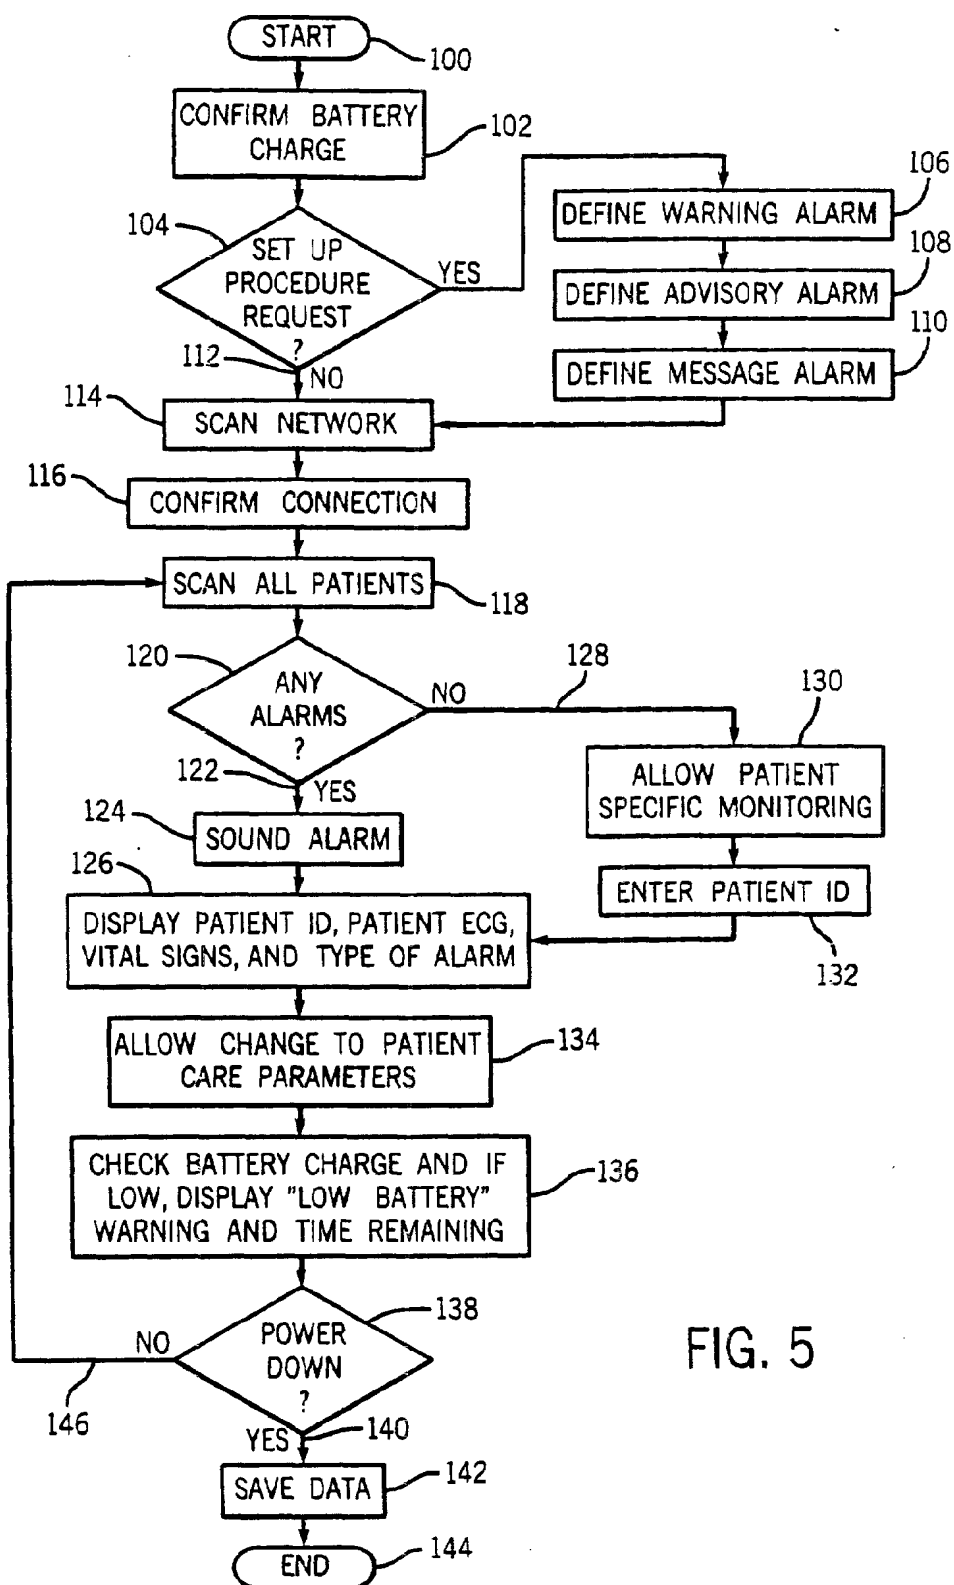 START
100
CONFIRM BATTERY
CHARGE
102
104
SET UP
PROCEDURE
REQUEST
?
YES
106
DEFINE WARNING ALARM
108
DEFINE ADVISORY ALARM
110
DEFINE MESSAGE ALARM
112
NO
114
SCAN NETWORK
116
CONFIRM CONNECTION
SCAN ALL PATIENTS
118
120
ANY
ALARMS
?
NO
128
130
ALLOW PATIENT
SPECIFIC MONITORING
122
YES
124
SOUND ALARM
ENTER PATIENT ID
132
126
DISPLAY PATIENT ID, PATIENT ECG,
VITAL SIGNS, AND TYPE OF ALARM
ALLOW CHANGE TO PATIENT
CARE PARAMETERS
134
CHECK BATTERY CHARGE AND IF
LOW, DISPLAY "LOW BATTERY"
WARNING AND TIME REMAINING
136
138
POWER
DOWN
?
NO
146
YES
140
SAVE DATA
142
END
144
FIG. 5